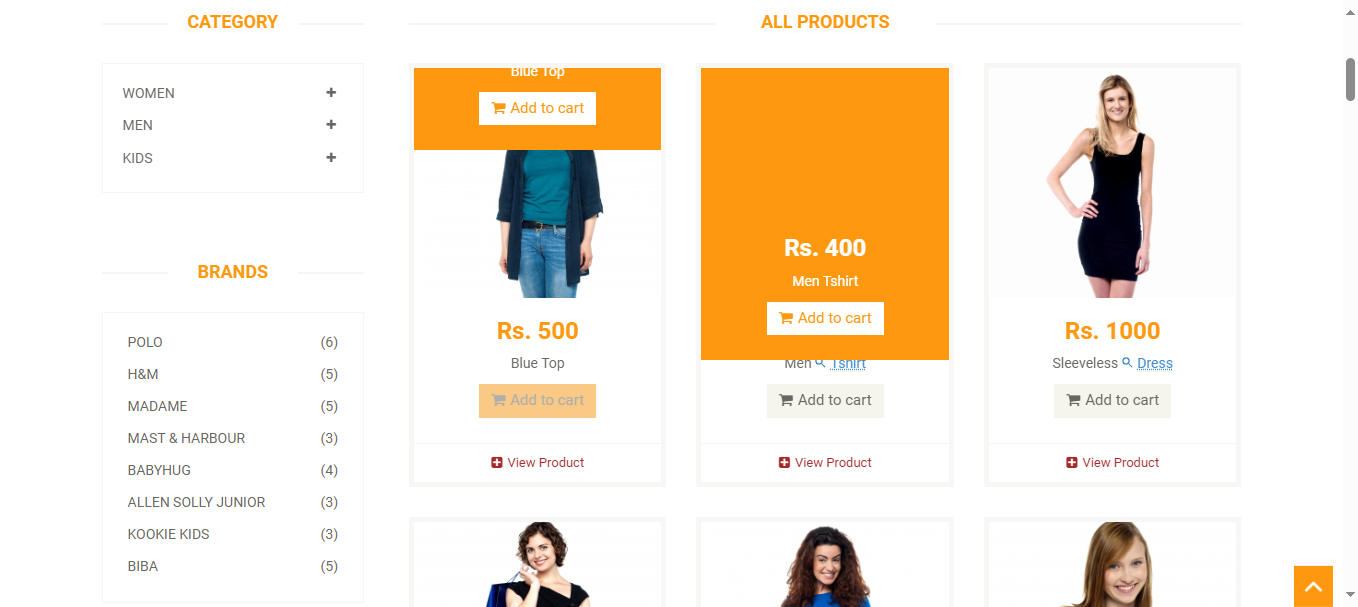 CATEGORY
WOMEN
MEN
KIDS
BRANDS
POLO (6)
H&M (5)
MADAME (5)
MAST & HARBOUR (3)
BABYHUG (4)
ALLEN SOLLY JUNIOR (3)
KOOKIE KIDS (3)
BIBA (5)
ALL PRODUCTS
Blue Top
Add to cart
Rs. 500
Blue Top
Add to cart
View Product
Rs. 400
Men Tshirt
Add to cart
Men Tshirt
Add to cart
View Product
Rs. 1000
Sleeveless Dress
Add to cart
View Product